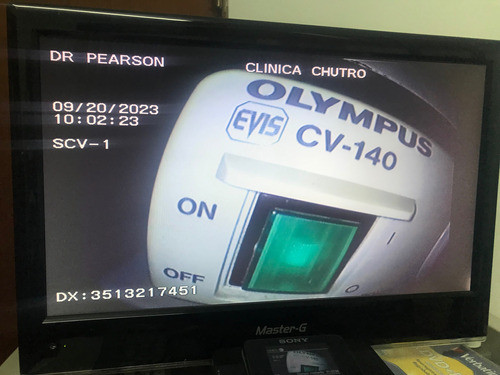 DR PEARSON
CLINICA CHUTRO
09/20/2023
10:02:23
SCV-1
OLYMPUS
EVIS CV-140
ON
OFF
DX:3513217451
Master-G
SONY
Verbatim